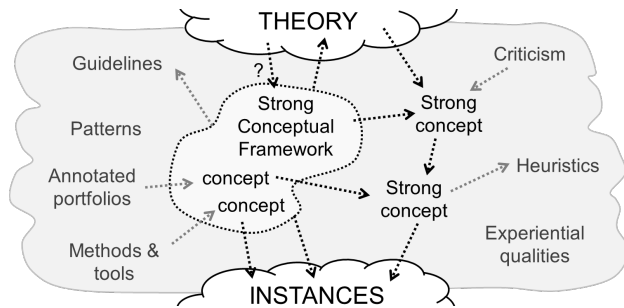 THEORY
Guidelines
?
Criticism
Strong
Conceptual
Framework
Strong
concept
Patterns
Annotated
portfolios
concept
concept
Strong
concept
Heuristics
Methods &
tools
Experiential
qualities
INSTANCES